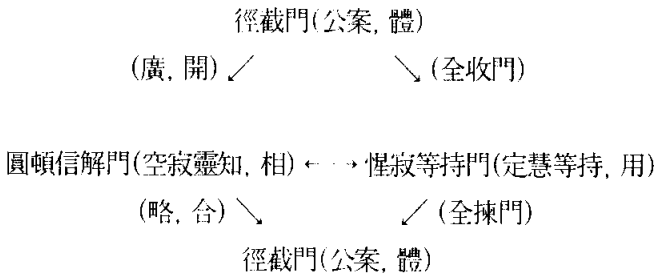 徑截門(公案, 體)
(廣, 開) ↙ ↘ (全收門)
圓頓信解門(空寂靈知, 相) ← → 惺寂等持門(定慧等持, 用)
(略, 合) ↘ ↙ (全揀門)
徑截門(公案, 體)